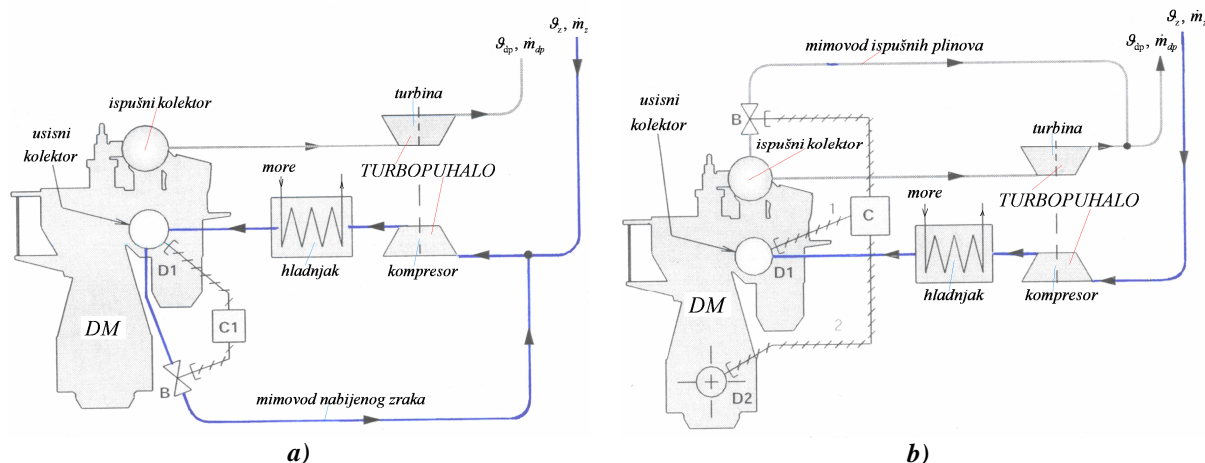 ϑz, ṁz
ϑdp, ṁdp
ispušni kolektor
turbina
usisni
kolektor
more
TURBOPUHALO
D1
hladnjak
kompresor
DM
C1
B
mimovod nabijenog zraka
a)
ϑz, ṁz
ϑdp, ṁdp
mimovod ispušnih plinova
B
turbina
usisni
kolektor
ispušni kolektor
more
TURBOPUHALO
1
C
D1
hladnjak
kompresor
DM
2
D2
b)